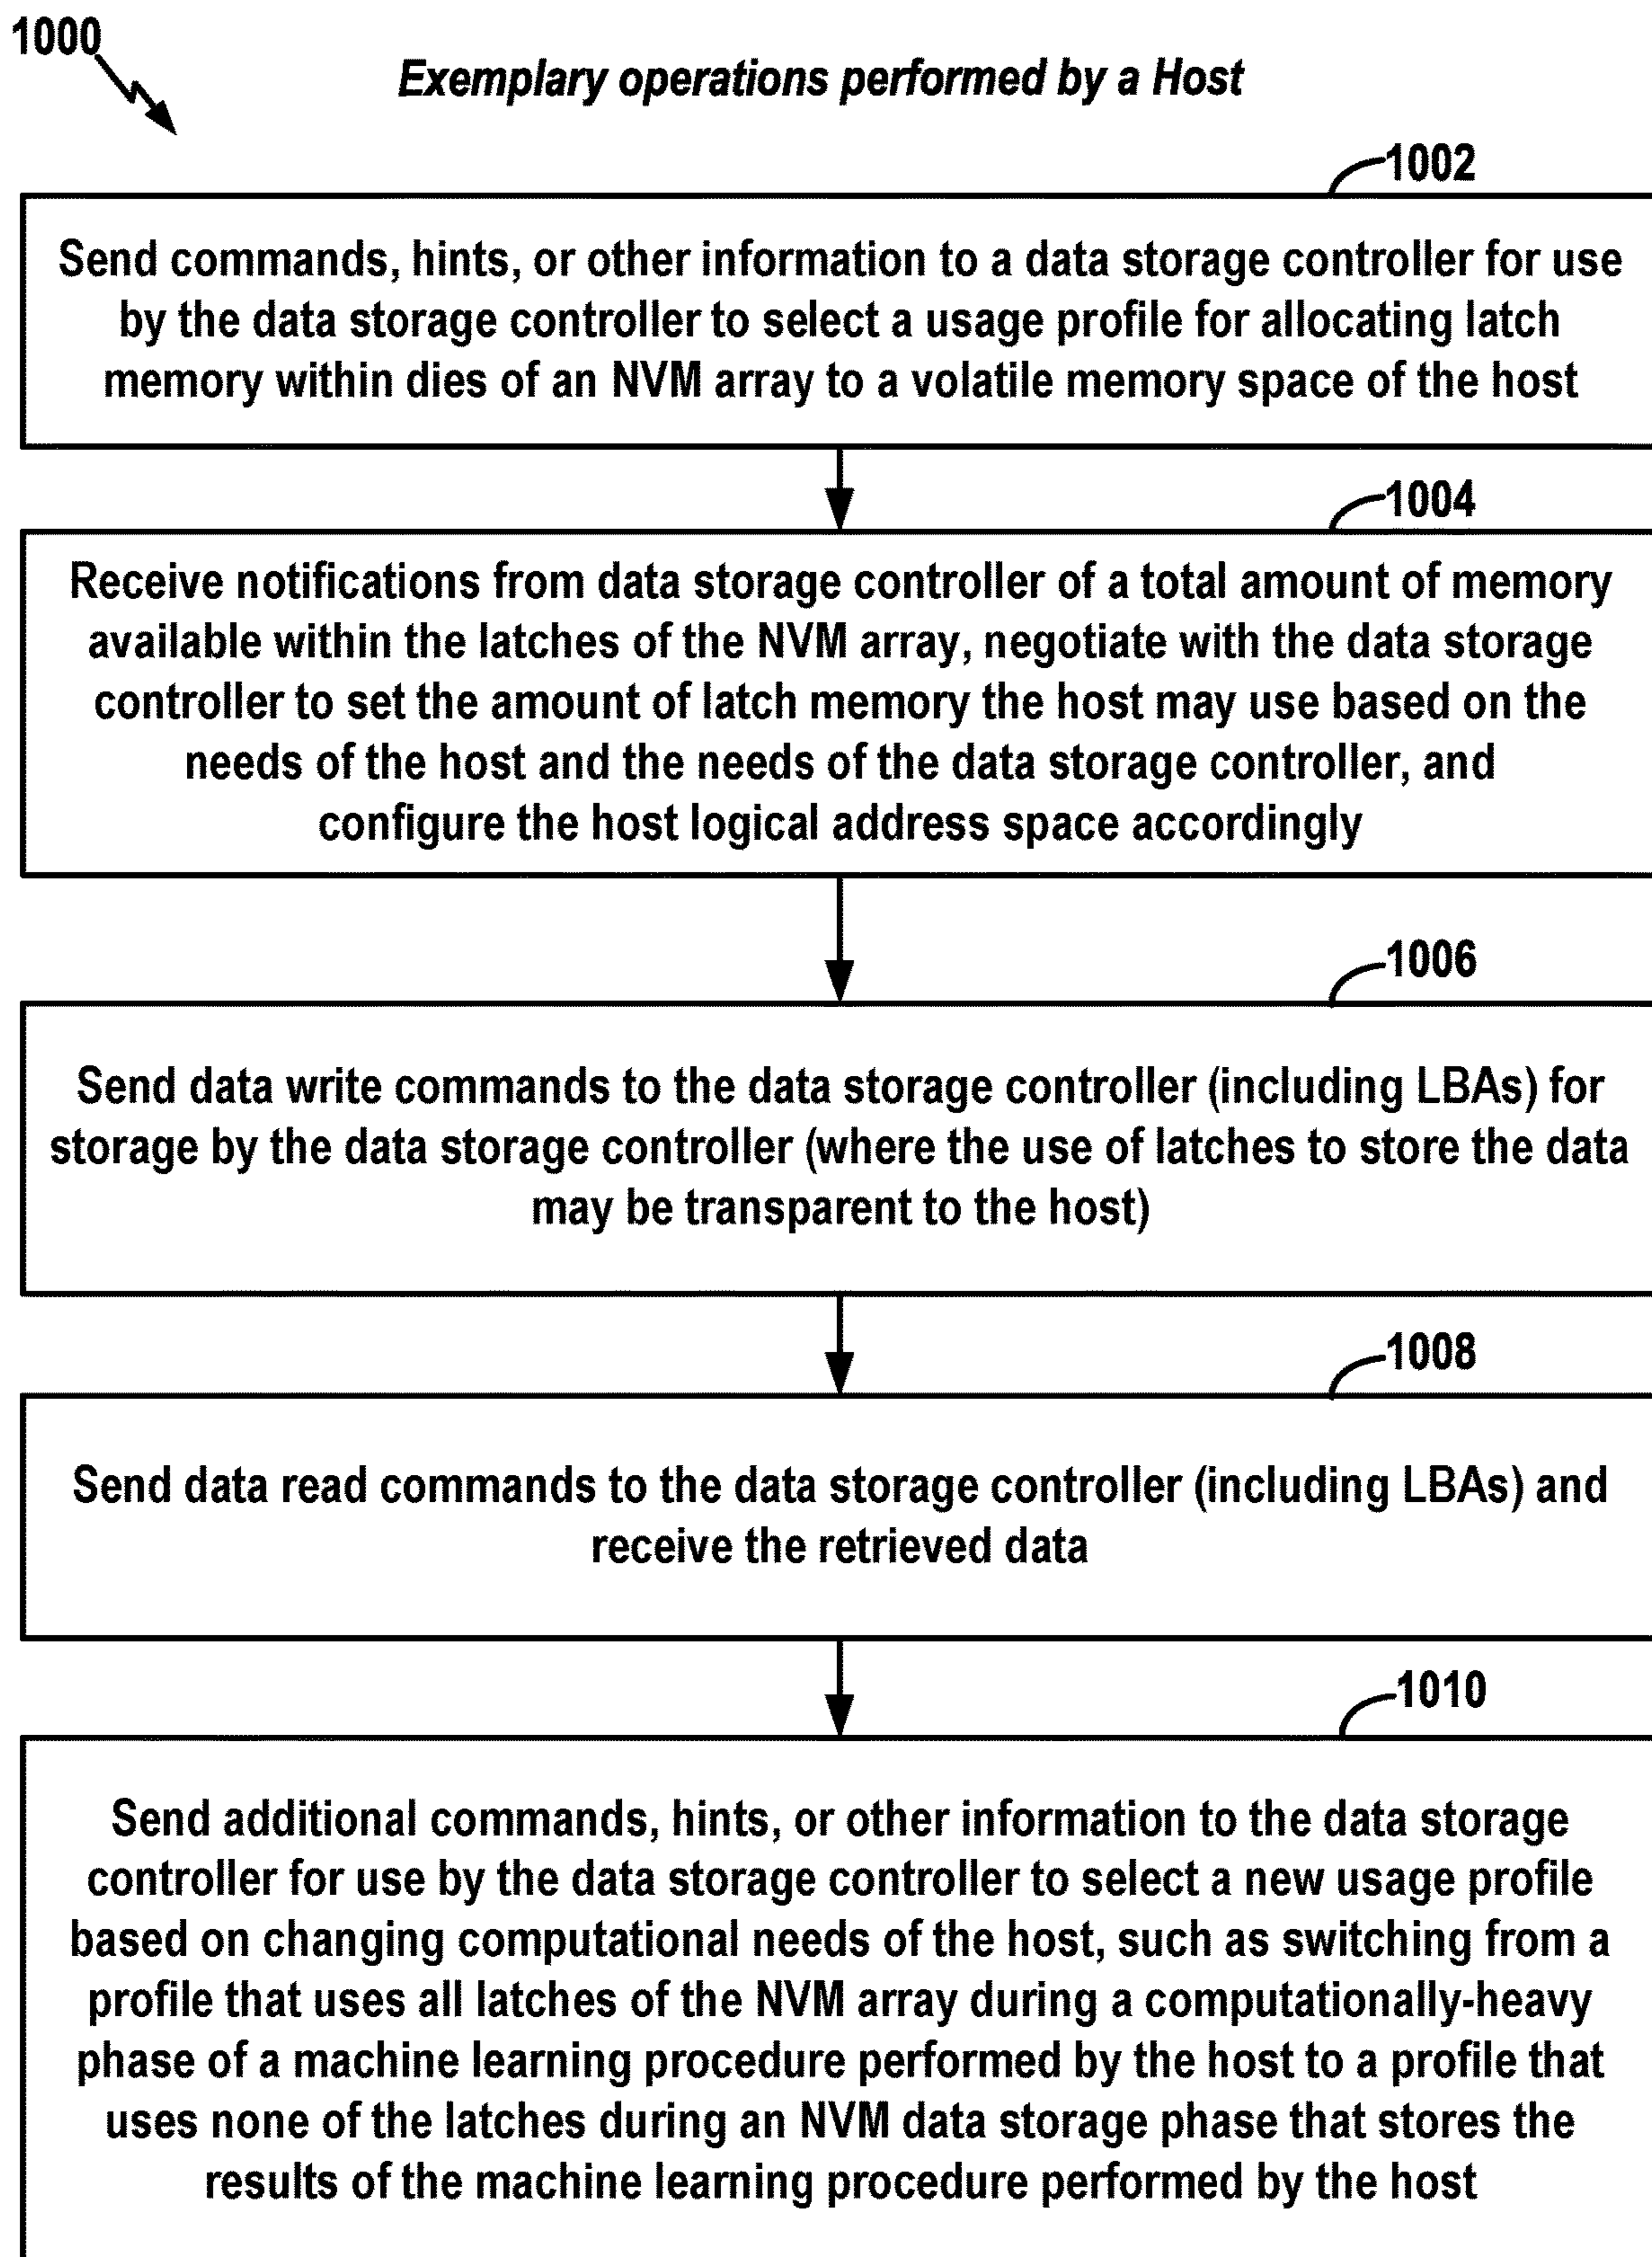 1000
Exemplary operations performed by a Host
1002
Send commands, hints, or other information to a data storage controller for use
by the data storage controller to select a usage profile for allocating latch
memory within dies of an NVM array to a volatile memory space of the host
1004
Receive notifications from data storage controller of a total amount of memory
available within the latches of the NVM array, negotiate with the data storage
controller to set the amount of latch memory the host may use based on the
needs of the host and the needs of the data storage controller, and
configure the host logical address space accordingly
1006
Send data write commands to the data storage controller (including LBAs) for
storage by the data storage controller (where the use of latches to store the data
may be transparent to the host)
1008
Send data read commands to the data storage controller (including LBAs) and
receive the retrieved data
1010
Send additional commands, hints, or other information to the data storage
controller for use by the data storage controller to select a new usage profile
based on changing computational needs of the host, such as switching from a
profile that uses all latches of the NVM array during a computationally-heavy
phase of a machine learning procedure performed by the host to a profile that
uses none of the latches during an NVM data storage phase that stores the
results of the machine learning procedure performed by the host